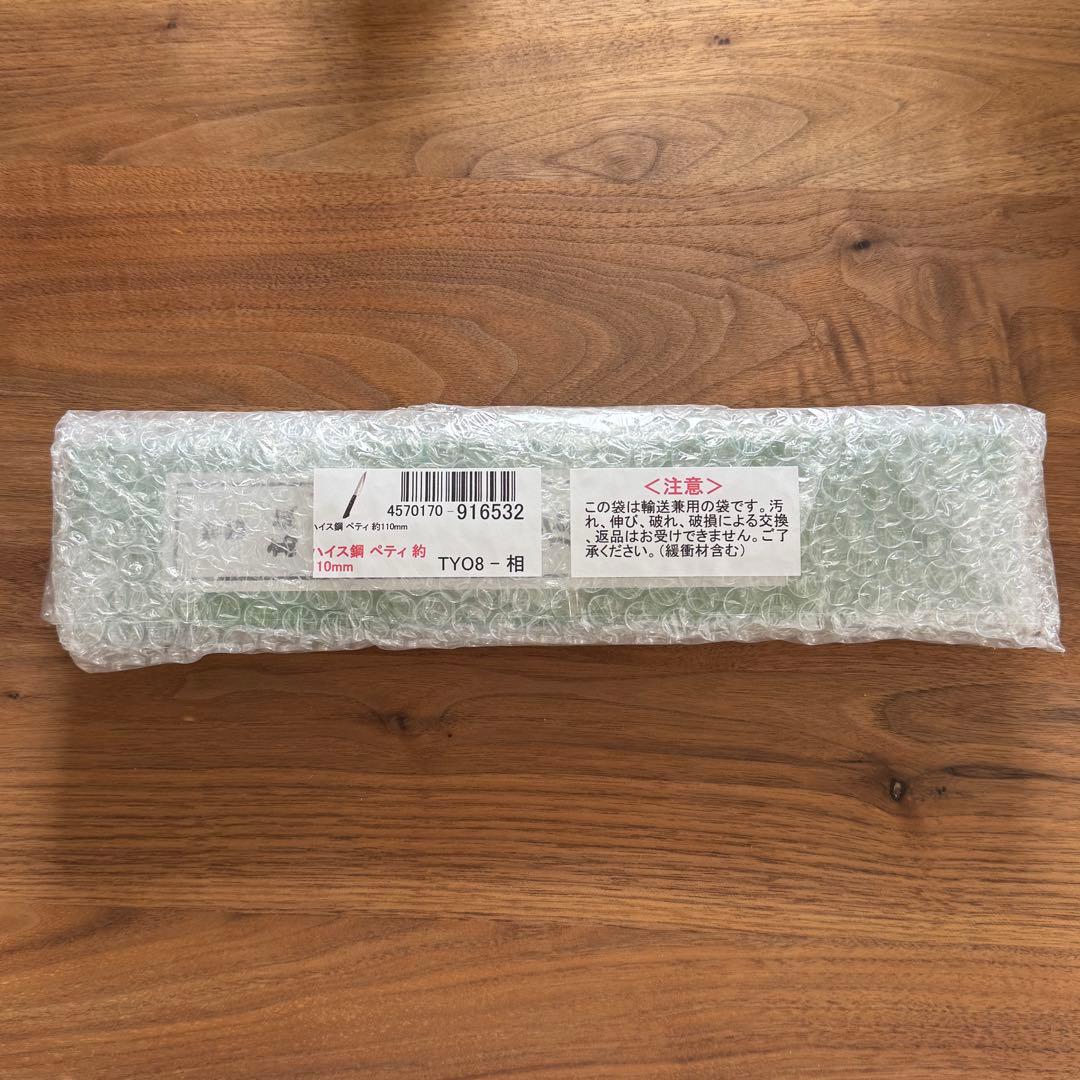 4570170-916532
ハイス鋼 ペティ 約110mm
ハイス鋼 ペティ 約
10mm
TYO8 - 相
＜注意＞
この袋は輸送兼用の袋です。汚
れ、伸び、破れ、破損による交換
、返品はお受けできません。ご了
承ください。（緩衝材含む）